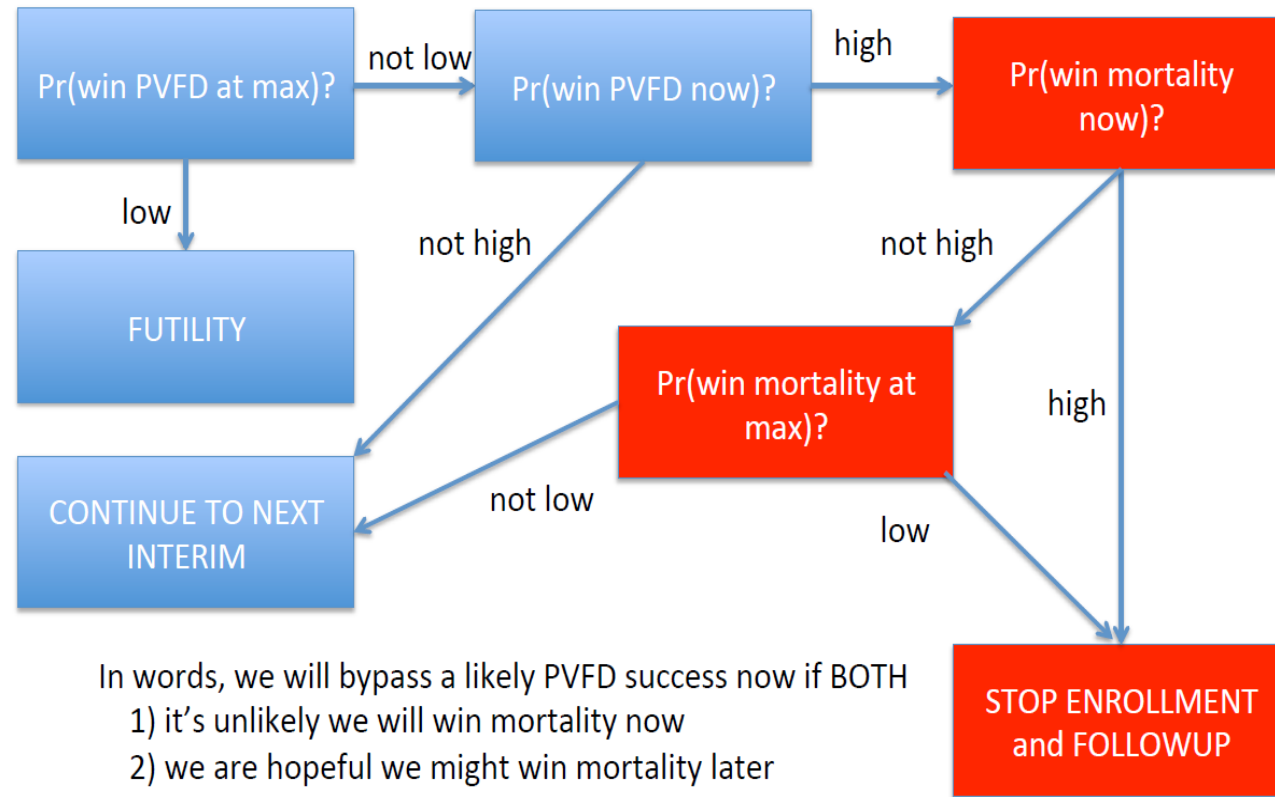 Pr(win PVFD at max)?
not low
Pr(win PVFD now)?
high
Pr(win mortality
now)?
low
not high
not high
FUTILITY
Pr(win mortality at
max)?
high
CONTINUE TO NEXT
INTERIM
not low
low
In words, we will bypass a likely PVFD success now if BOTH
1) it’s unlikely we will win mortality now
2) we are hopeful we might win mortality later
STOP ENROLLMENT
and FOLLOWUP